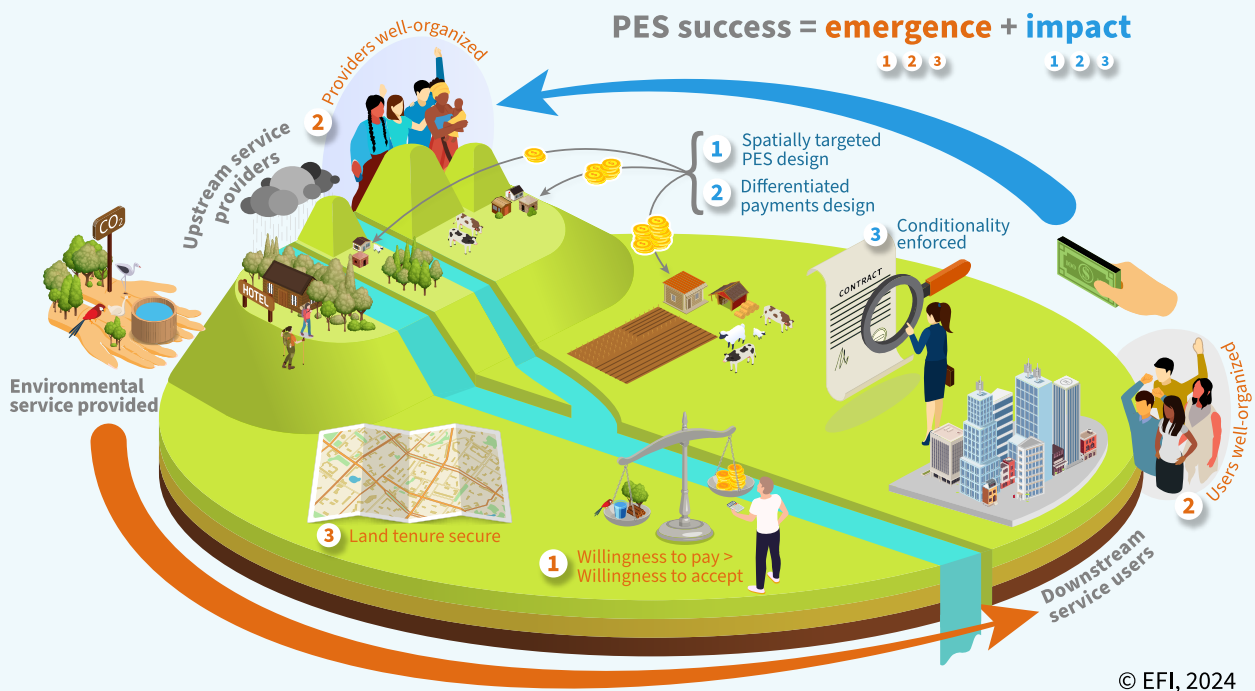 PES success = emergence + impact
1 2 3
1 2 3
2 Providers well-organized
Upstream service
providers
1 Spatially targeted
PES design
2 Differentiated
payments design
3 Conditionality
enforced
CO2
HOTEL
CONTRACT
$
Environmental
service provided
2 Users well-organized
3 Land tenure secure
1 Willingness to pay >
Willingness to accept
Downstream
service users
© EFI, 2024